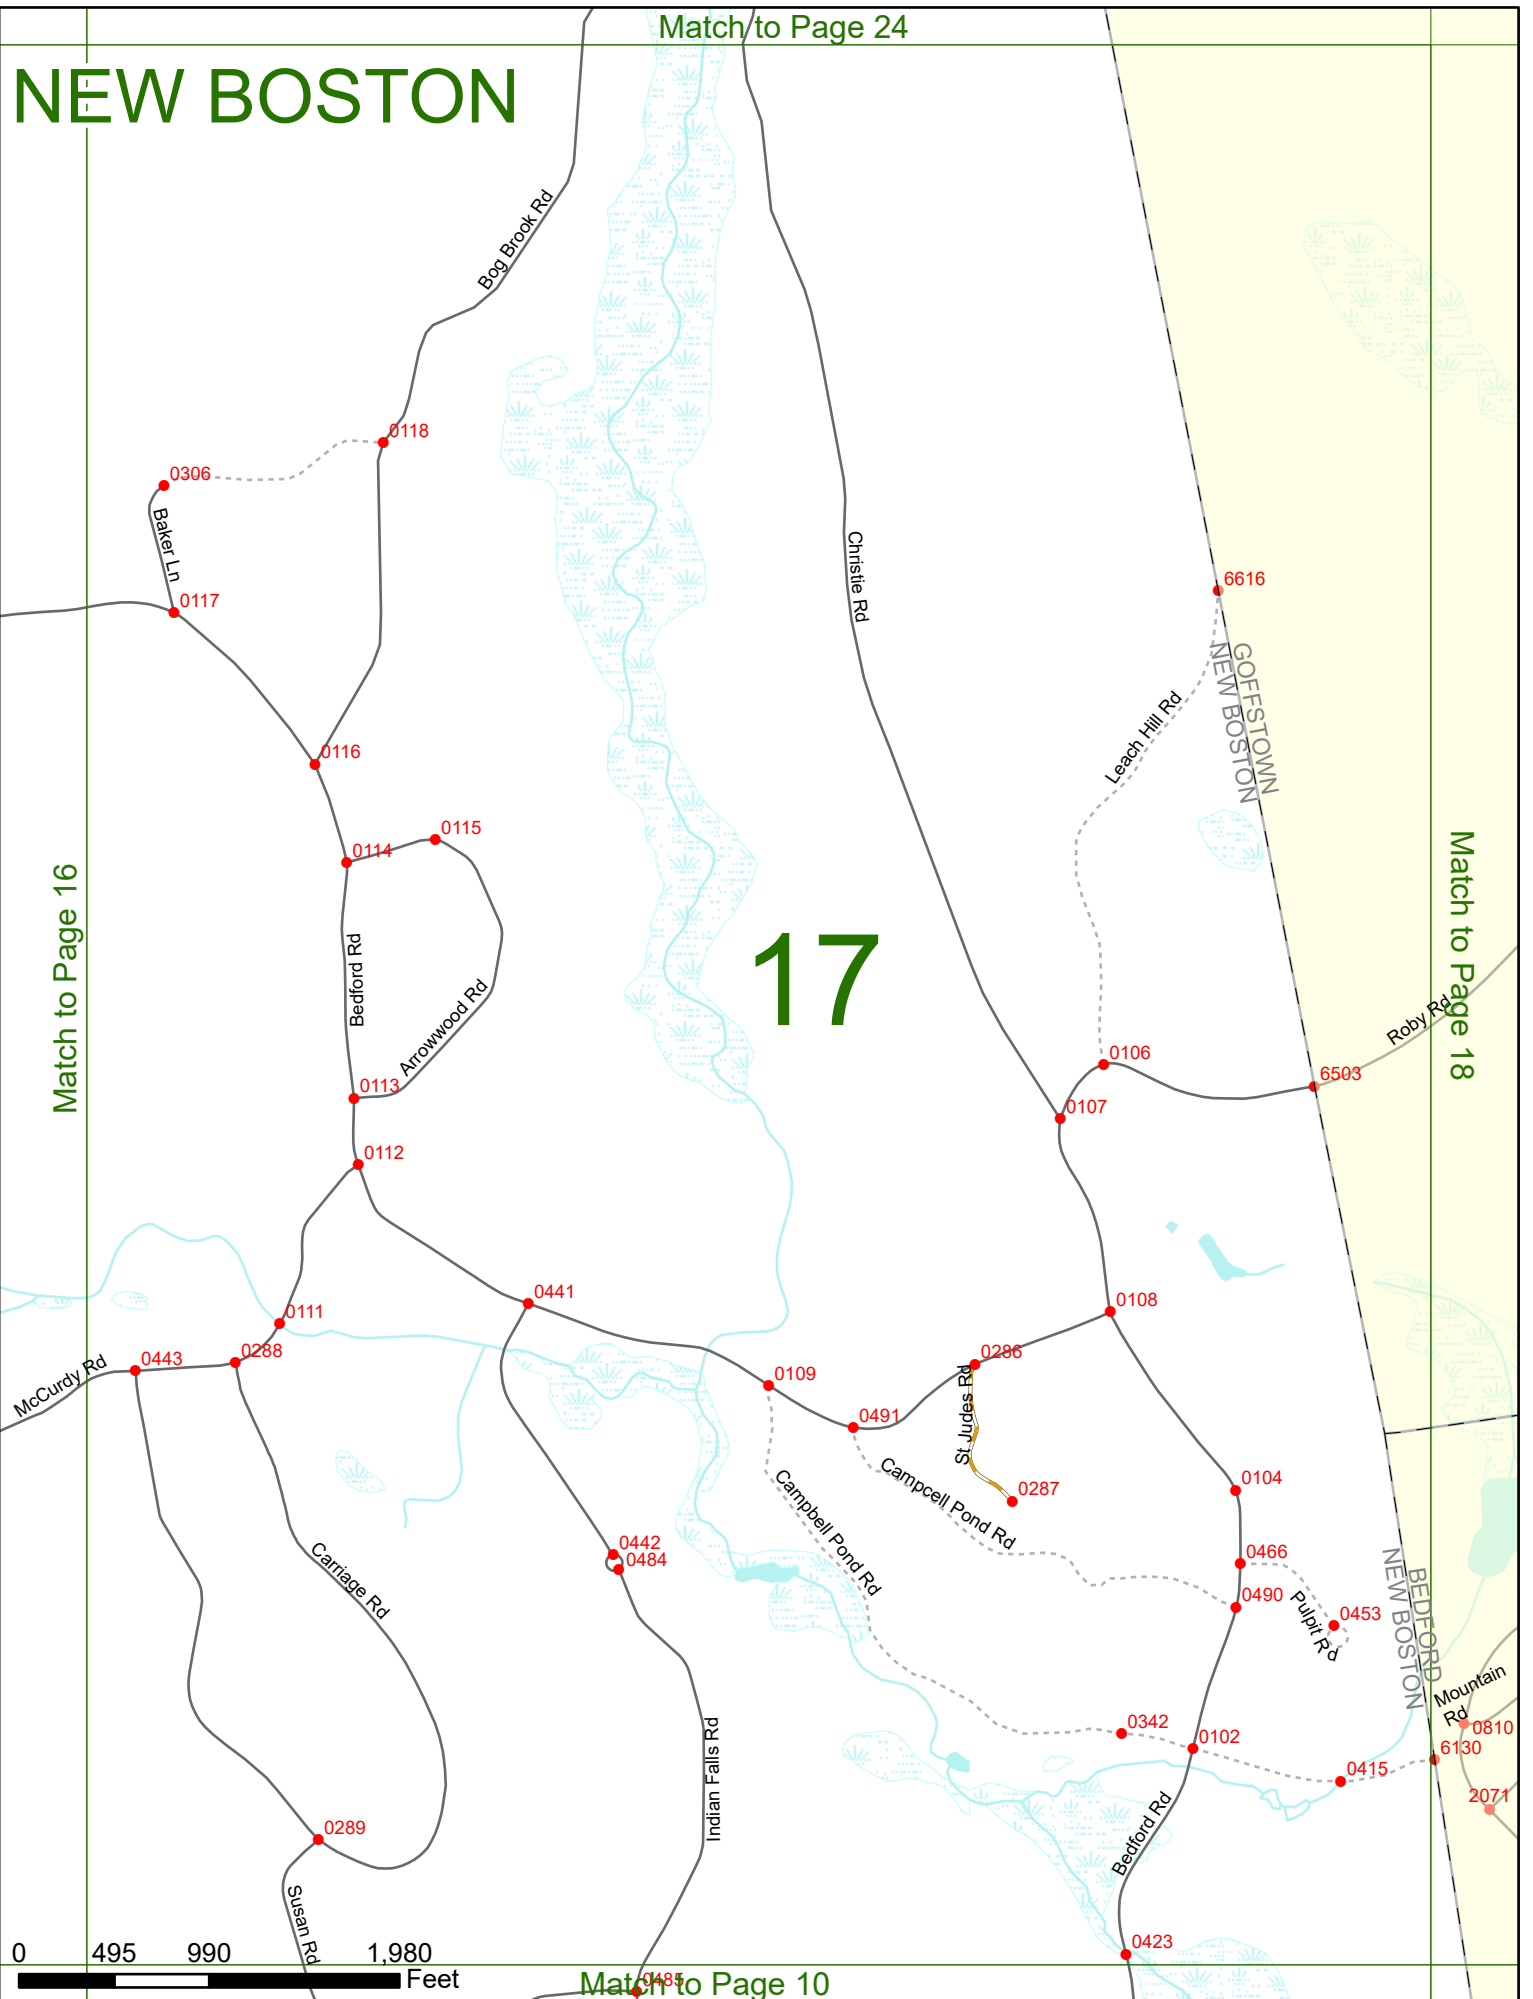 Match to Page 24
NEW BOSTON
Bog Brook Rd
0118
0306
Baker Ln
0117
Christie Rd
6616
GOFFSTOWN
NEW BOSTON
Leach Hill Rd
0116
0115
0114
Match to Page 16
Match to Page 18
17
Bedford Rd
Arrowwood Rd
Roby Rd
0106
6503
0113
0107
0112
0441
0108
0111
0288
0443
McCurdy Rd
0286
0109
St Judes Rd
0491
Campcell Pond Rd
Campbell Pond Rd
0287
0104
0442
0484
0466
Carriage Rd
0490
Pulpit Rd
0453
BEDFORD
NEW BOSTON
Mountain
Rd
0810
0342
0102
6130
0415
2071
Indian Falls Rd
Bedford Rd
0289
Susan Rd
0423
0 495 990 1,980
Feet
0485
Match to Page 10